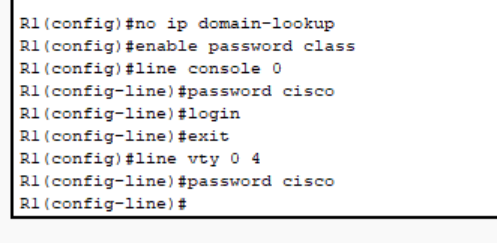 R1(config)#no ip domain-lookup
R1(config)#enable password class
R1(config)#line console 0
R1(config-line)#password cisco
R1(config-line)#login
R1(config-line)#exit
R1(config)#line vty 0 4
R1(config-line)#password cisco
R1(config-line)#